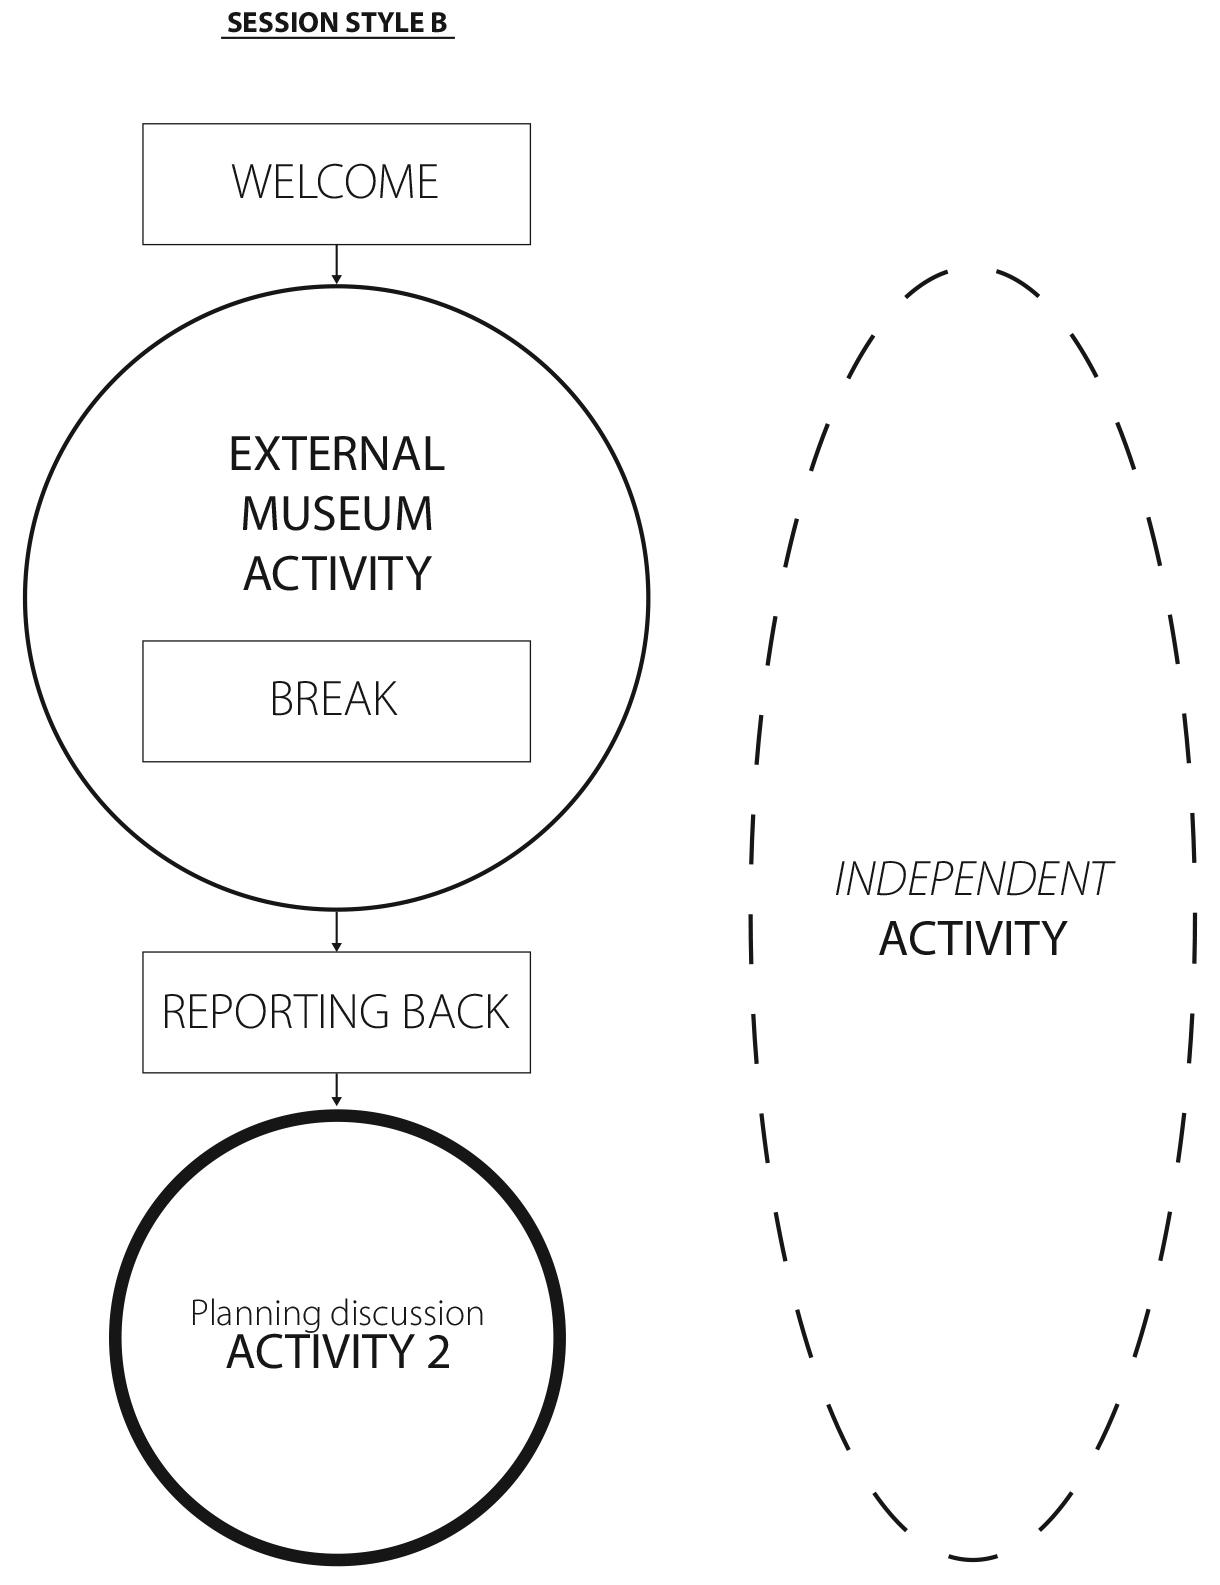 SESSION STYLE B
WELCOME
EXTERNAL
MUSEUM
ACTIVITY
BREAK
REPORTING BACK
Planning discussion
ACTIVITY 2
INDEPENDENT
ACTIVITY